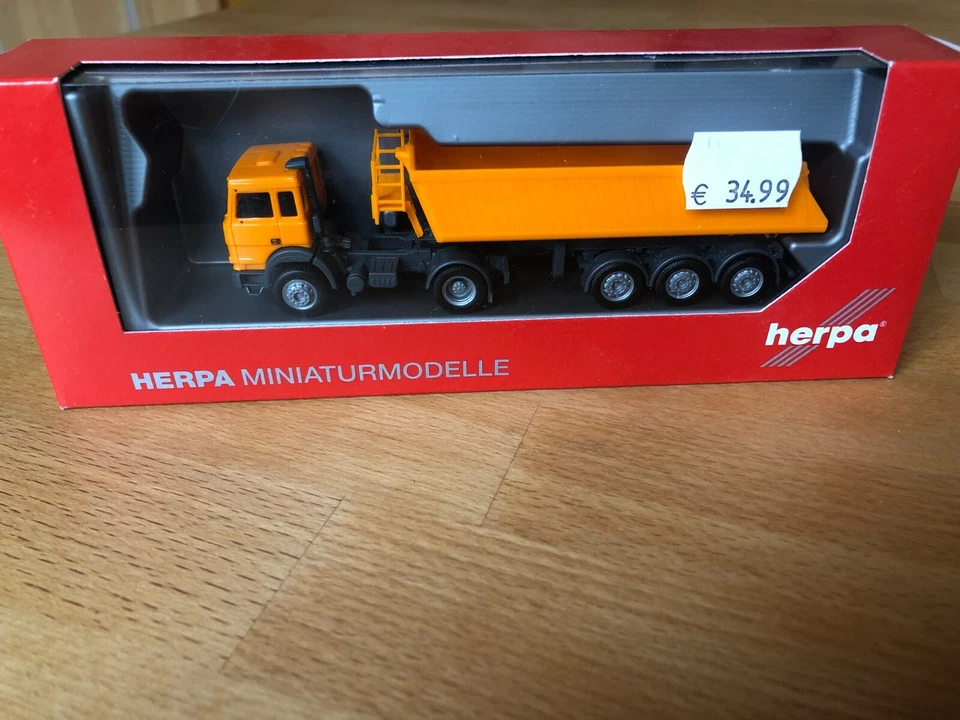 € 34.99
herpa®
HERPA MINIATURMODELLE